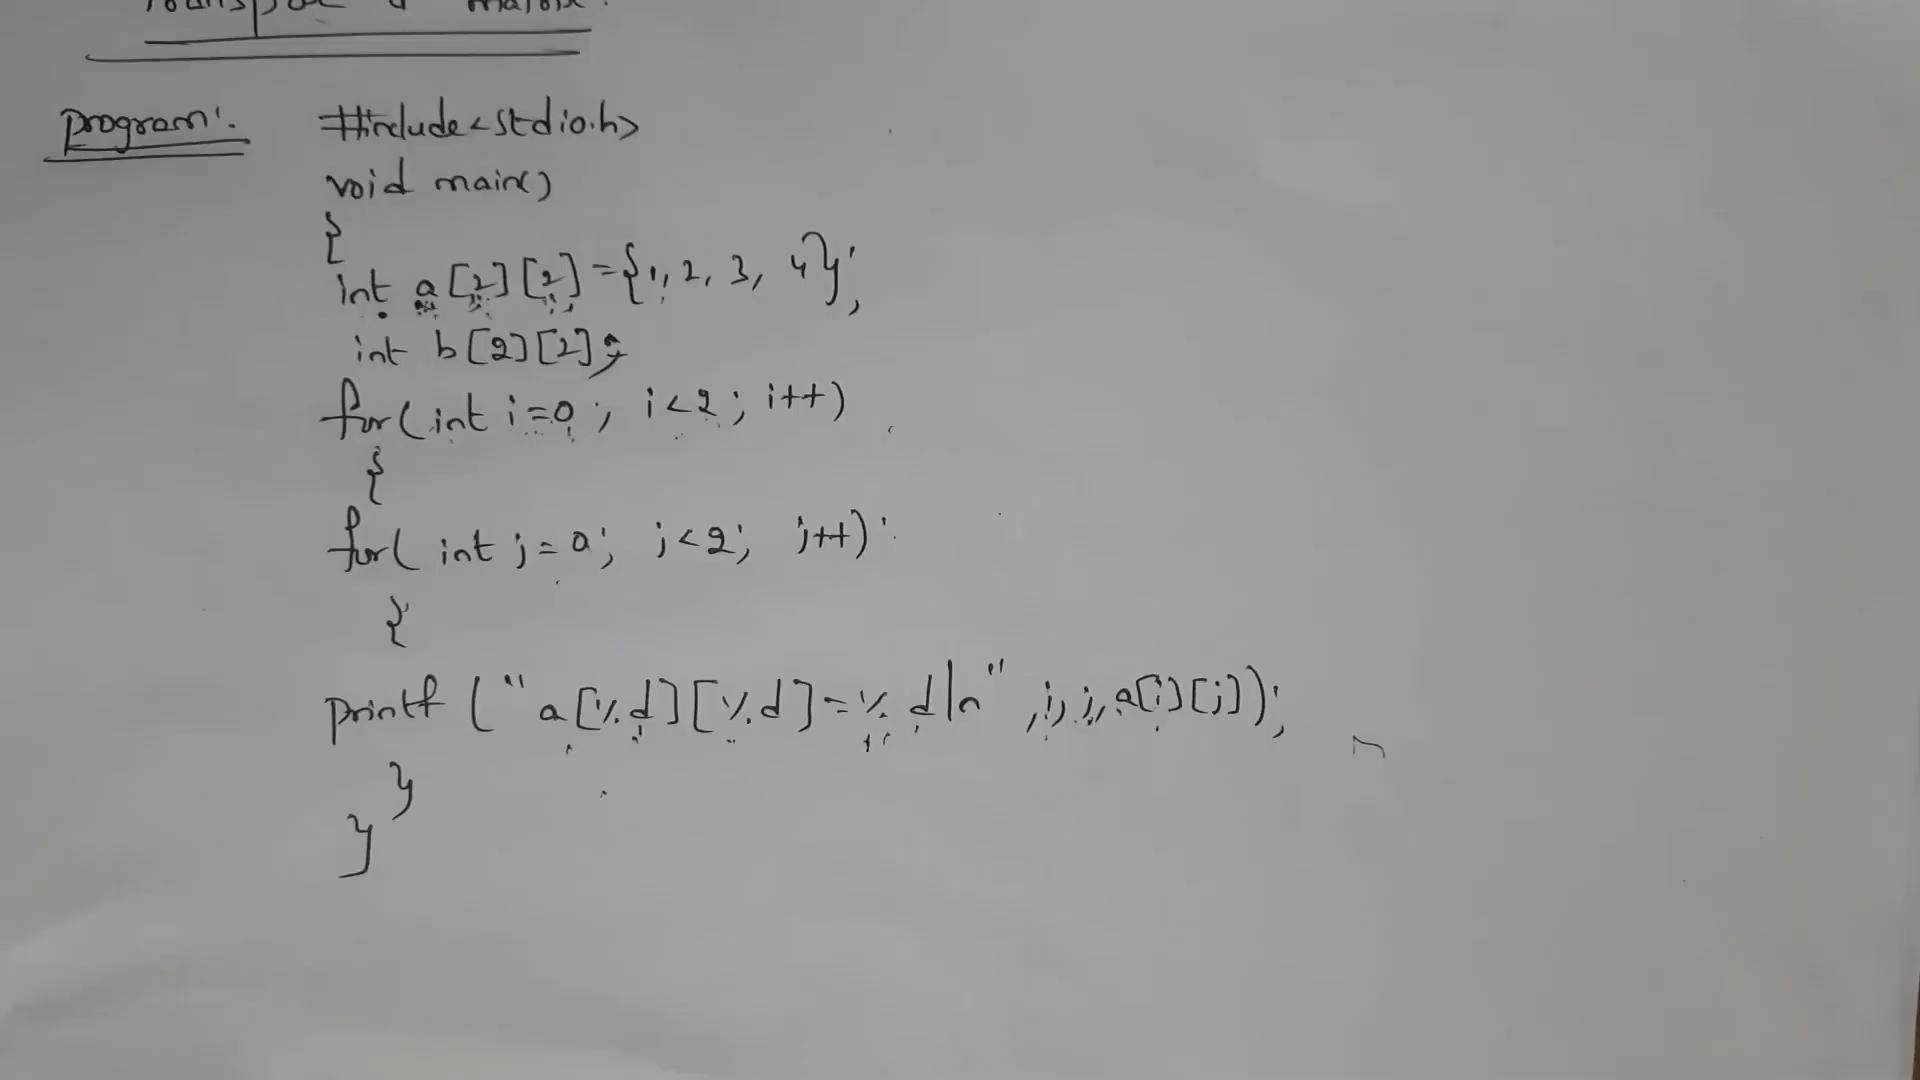 a
program:
#include<stdio.h>
void main()
{
int a[2][2]={1, 2, 3, 4};
int b[2][2];
for(int i=0; i<2; i++)
{
for( int j=0; j<2; j++)
{
printf ("a[%d][%d]=%d\n",i,j,a[i][j]);
}
}